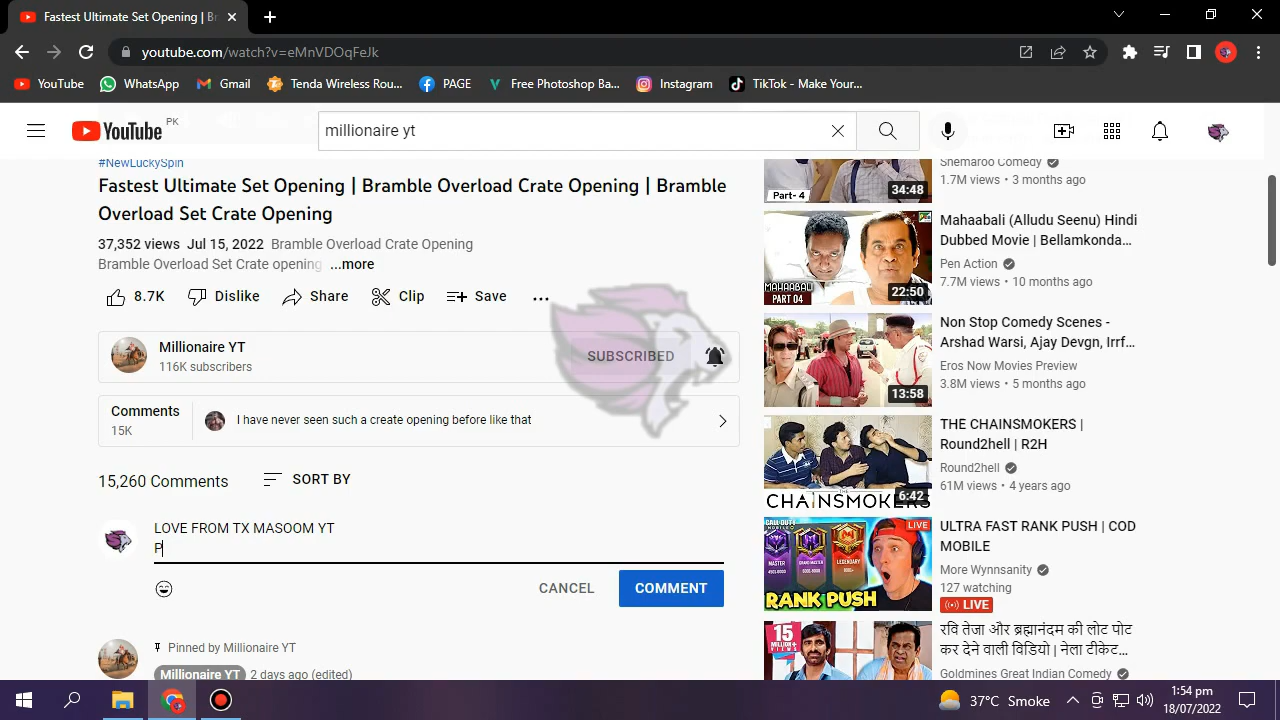 Fastest Ultimate Set Opening | Br
youtube.com/watch?v=eMnVDOqFeJk
YouTube
WhatsApp
Gmail
Tenda Wireless Rou...
PAGE
Free Photoshop Ba...
Instagram
TikTok - Make Your...
YouTube PK
millionaire yt
#NewLuckySpin
Fastest Ultimate Set Opening | Bramble Overload Crate Opening | Bramble
Overload Set Crate Opening
37,352 views Jul 15, 2022 Bramble Overload Crate Opening
Bramble Overload Set Crate opening ...more
8.7K
Dislike
Share
Clip
Save
Millionaire YT
116K subscribers
SUBSCRIBED
Comments
15K
I have never seen such a create opening before like that
15,260 Comments
SORT BY
LOVE FROM TX MASOOM YT
P
CANCEL
COMMENT
Pinned by Millionaire YT
Millionaire YT 2 days ago (edited)
Part- 4
34:48
Shemaroo Comedy
1.7M views • 3 months ago
MAHAABALI
PART 04
22:50
Mahaabali (Alludu Seenu) Hindi
Dubbed Movie | Bellamkonda...
Pen Action
7.7M views • 10 months ago
13:58
Non Stop Comedy Scenes -
Arshad Warsi, Ajay Devgn, Irrf...
Eros Now Movies Preview
3.8M views • 5 months ago
CHAINSMOKERS
6:42
THE CHAINSMOKERS |
Round2hell | R2H
Round2hell
61M views • 4 years ago
LIVE
MASTER
GRAND MASTER
LEGENDARY
RANK PUSH
ULTRA FAST RANK PUSH | COD
MOBILE
More Wynnsanity
127 watching
LIVE
15
MILLION+
VIEWS
रवि तेजा और ब्रह्मानंदम की लोट पोट
कर देने वाली विडियो | नेला टीकेट...
Goldmines Great Indian Comedy
37°C Smoke
1:54 pm
18/07/2022